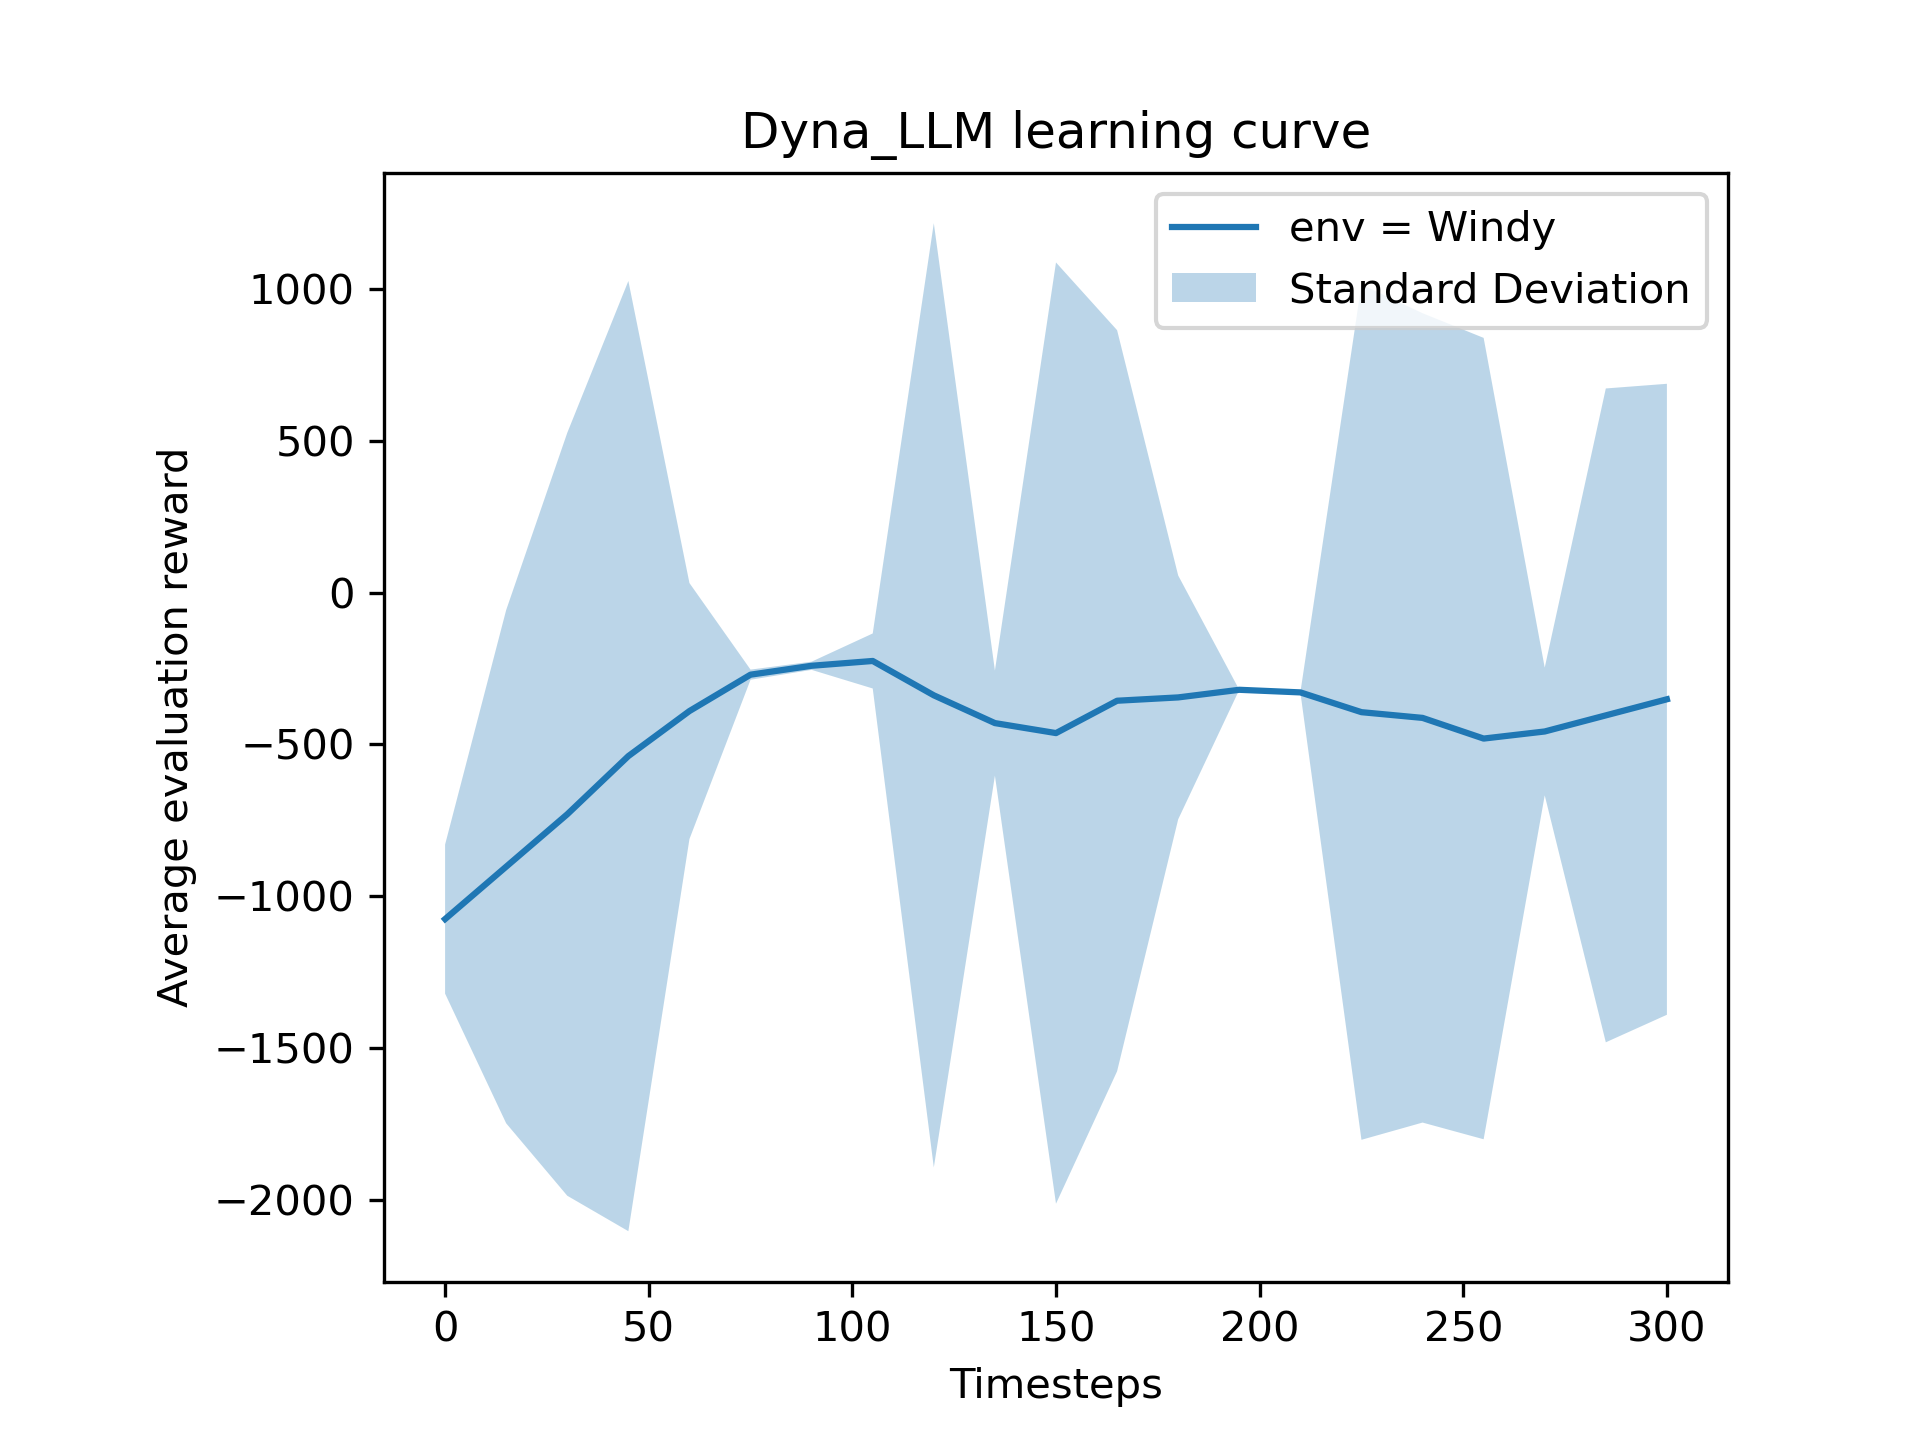 Dyna_LLM learning curve
env = Windy
Standard Deviation
Average evaluation reward
1000
500
0
−500
−1000
−1500
−2000
0 50 100 150 200 250 300
Timesteps